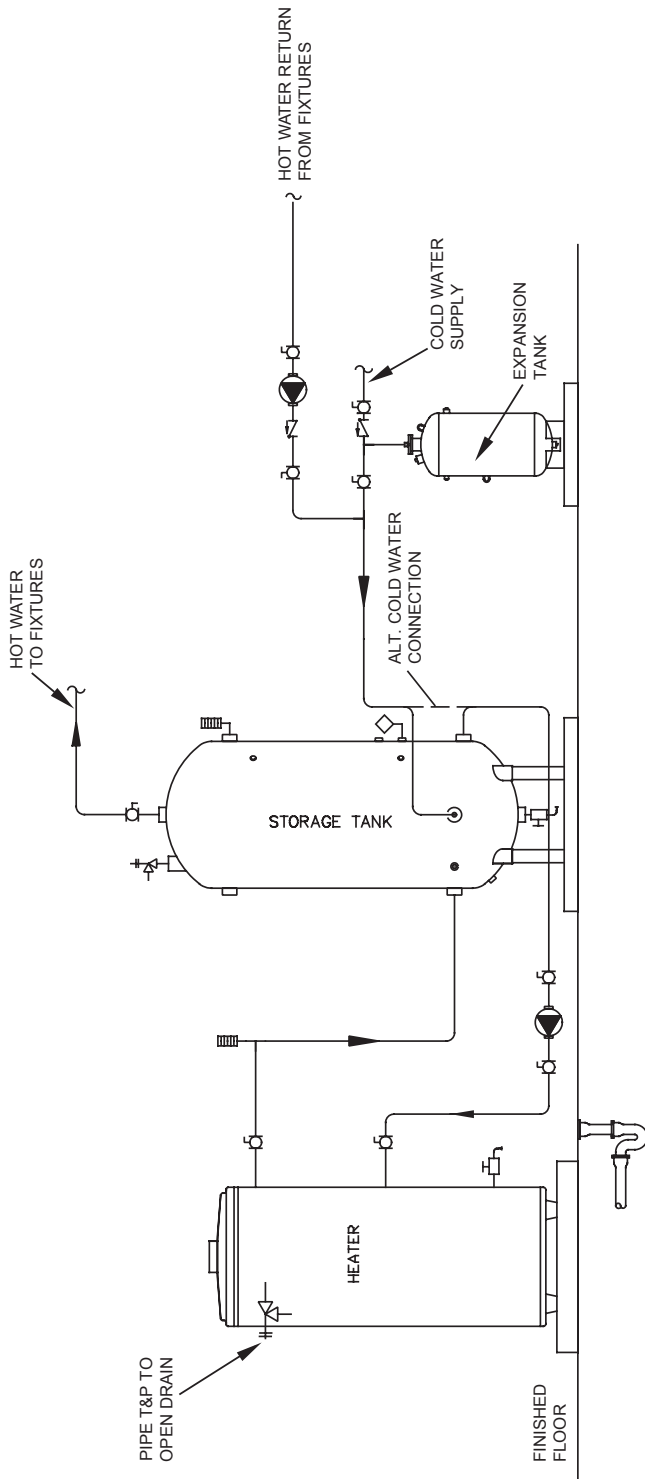 PIPE T&P TO
OPEN DRAIN
HEATER
FINISHED
FLOOR
HOT WATER
TO FIXTURES
STORAGE TANK
ALT. COLD WATER
CONNECTION
HOT WATER RETURN
FROM FIXTURES
COLD WATER
SUPPLY
EXPANSION
TANK